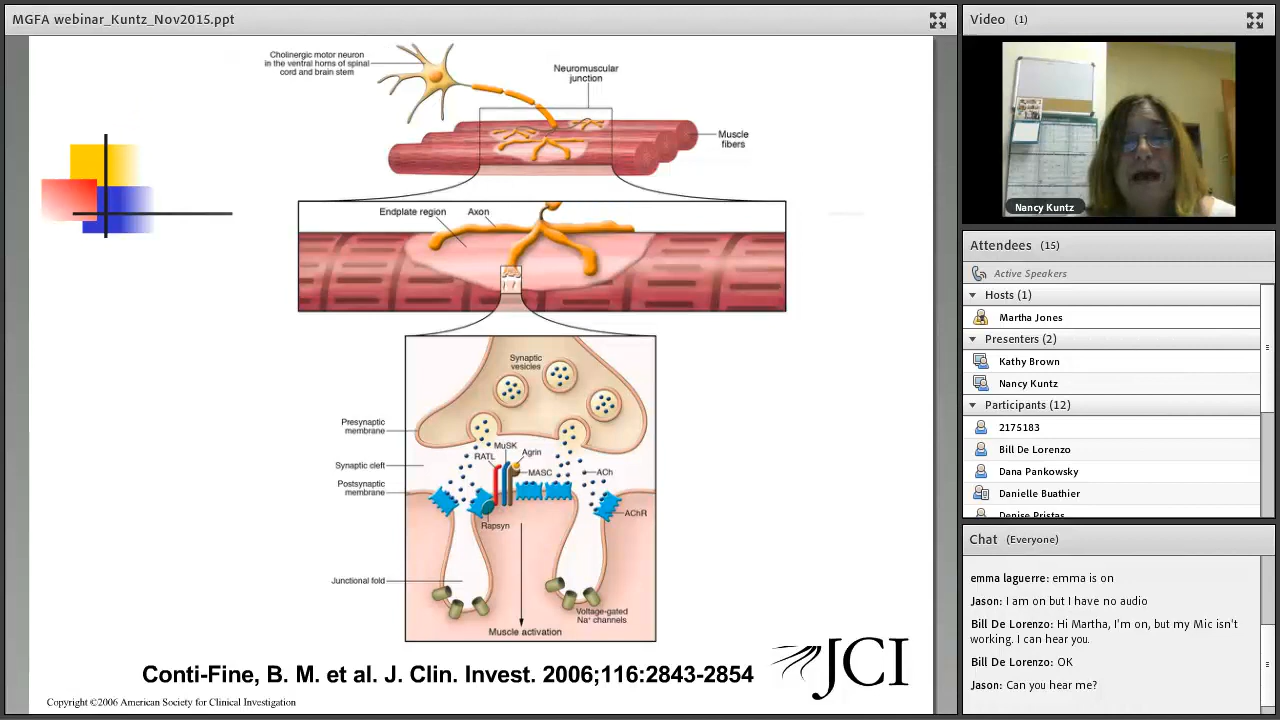 MGFA webinar_Kuntz_Nov2015.ppt
Cholinergic motor neuron
in the ventral horns of spinal
cord and brain stem
Neuromuscular
junction
Muscle
fibers
Endplate region
Axon
Synaptic
vesicles
Presynaptic
membrane
MuSK
Agrin
RATL
Synaptic cleft
MASC
ACh
Postsynaptic
membrane
AChR
Rapsyn
Junctional fold
Voltage-gated
Na⁺ channels
Muscle activation
Conti-Fine, B. M. et al. J. Clin. Invest. 2006;116:2843-2854
JCI
Copyright ©2006 American Society for Clinical Investigation
Video (1)
Nancy Kuntz
Attendees (15)
Active Speakers
Hosts (1)
Martha Jones
Presenters (2)
Kathy Brown
Nancy Kuntz
Participants (12)
2175183
Bill De Lorenzo
Dana Pankowsky
Danielle Buathier
Denise Pristas
Chat (Everyone)
emma laguerre: emma is on
Jason: I am on but I have no audio
Bill De Lorenzo: Hi Martha, I'm on, but my Mic isn't
working. I can hear you.
Bill De Lorenzo: OK
Jason: Can you hear me?